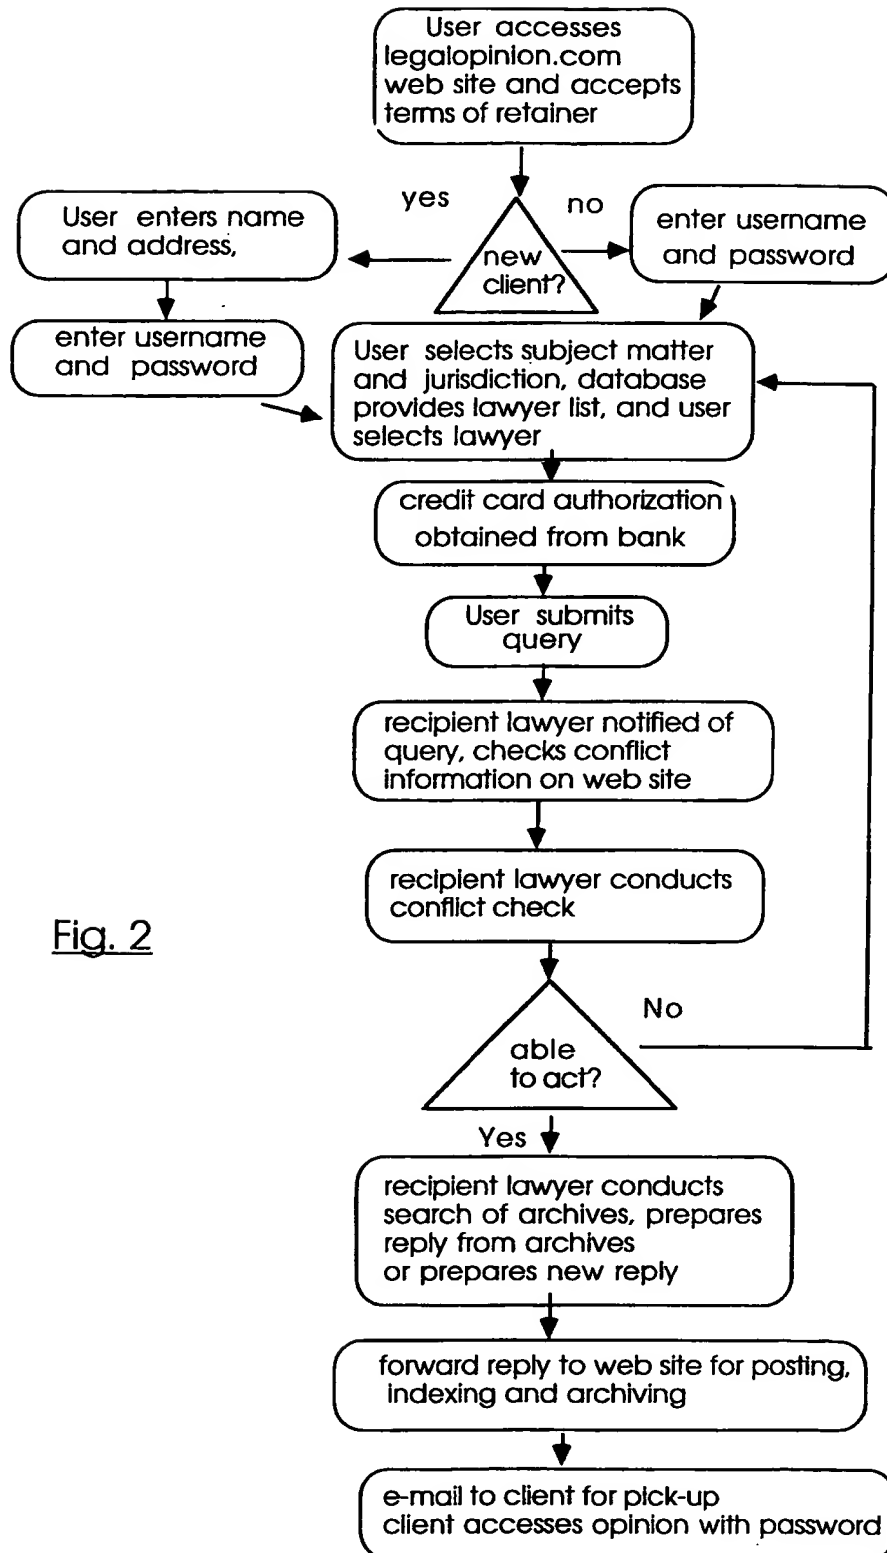 User accesses
legalopinion.com
web site and accepts
terms of retainer
yes
no
User enters name
and address,
new
client?
enter username
and password
enter username
and password
User selects subject matter
and jurisdiction, database
provides lawyer list, and user
selects lawyer
credit card authorization
obtained from bank
User submits
query
recipient lawyer notified of
query, checks conflict
information on web site
recipient lawyer conducts
conflict check
Fig. 2
No
able
to act?
Yes
recipient lawyer conducts
search of archives, prepares
reply from archives
or prepares new reply
forward reply to web site for posting,
indexing and archiving
e-mail to client for pick-up
client accesses opinion with password